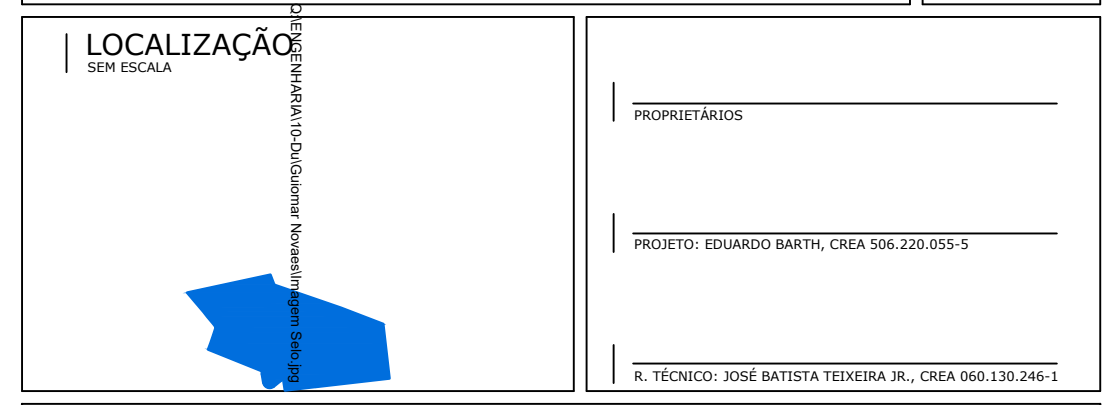 LOCALIZAÇÃO
SEM ESCALA
Q:\ENGENHARIA\10-Du\Guiomar Novaes\Imagem Selo.jpg
PROPRIETÁRIOS
PROJETO: EDUARDO BARTH, CREA 506.220.055-5
R. TÉCNICO: JOSÉ BATISTA TEIXEIRA JR., CREA 060.130.246-1